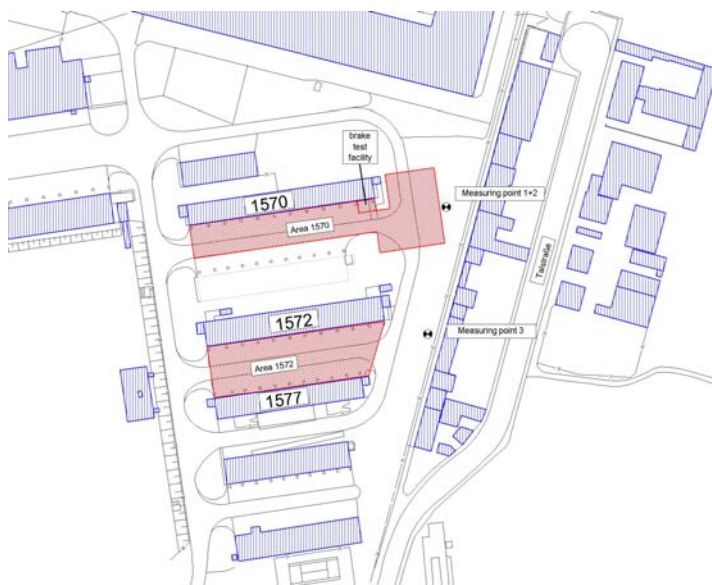 brake
test
facility
1570
Measuring point 1+2
Area 1570
Talstraße
1572
Measuring point 3
Area 1572
1577